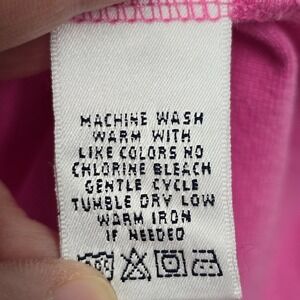 MACHINE WASH
WARM WITH
LIKE COLORS NO
CHLORINE BLEACH
GENTLE CYCLE
TUMBLE DRY LOW
WARM IRON
IF NEEDED